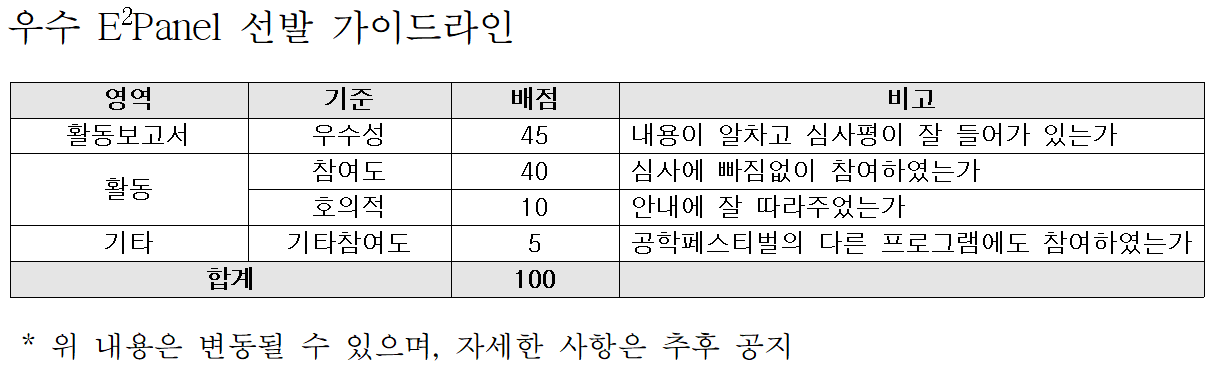 우수 E²Panel 선발 가이드라인
영역 기준 배점 비고
활동보고서 우수성 45 내용이 알차고 심사평이 잘 들어가 있는가
활동 참여도 40 심사에 빠짐없이 참여하였는가
호의적 10 안내에 잘 따라주었는가
기타 기타참여도 5 공학페스티벌의 다른 프로그램에도 참여하였는가
합계 100
* 위 내용은 변동될 수 있으며, 자세한 사항은 추후 공지